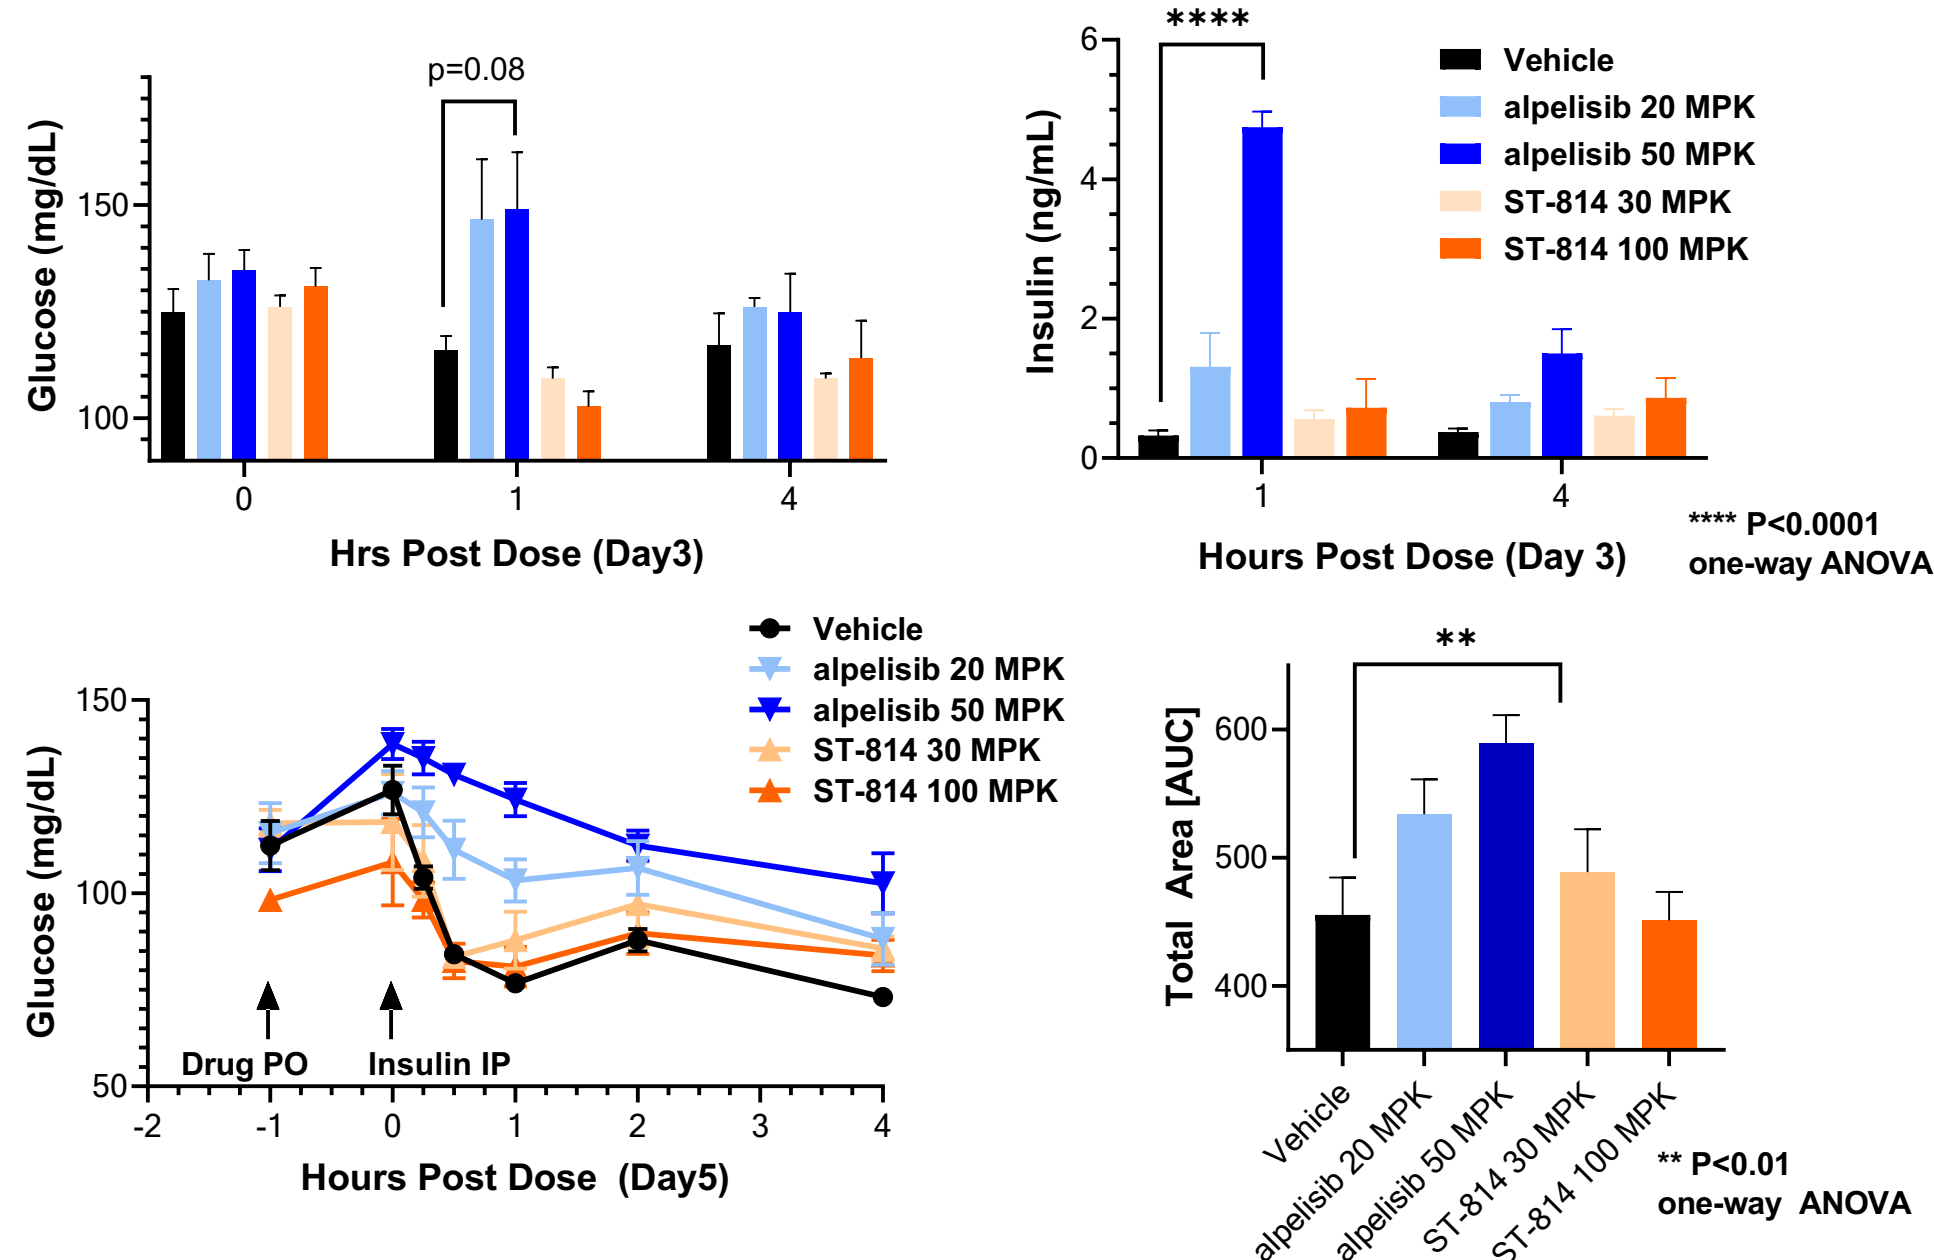 p=0.08
Glucose (mg/dL)
150
100
0
1
4
Hrs Post Dose (Day3)
****
Insulin (ng/mL)
6
4
2
0
1
4
Hours Post Dose (Day 3)
Vehicle
alpelisib 20 MPK
alpelisib 50 MPK
ST-814 30 MPK
ST-814 100 MPK
**** P<0.0001
one-way ANOVA
Vehicle
alpelisib 20 MPK
alpelisib 50 MPK
ST-814 30 MPK
ST-814 100 MPK
Glucose (mg/dL)
150
100
50
Drug PO
Insulin IP
-2
-1
0
1
2
3
4
Hours Post Dose (Day5)
**
Total Area [AUC]
600
500
400
Vehicle
alpelisib 20 MPK
alpelisib 50 MPK
ST-814 30 MPK
ST-814 100 MPK
** P<0.01
one-way ANOVA